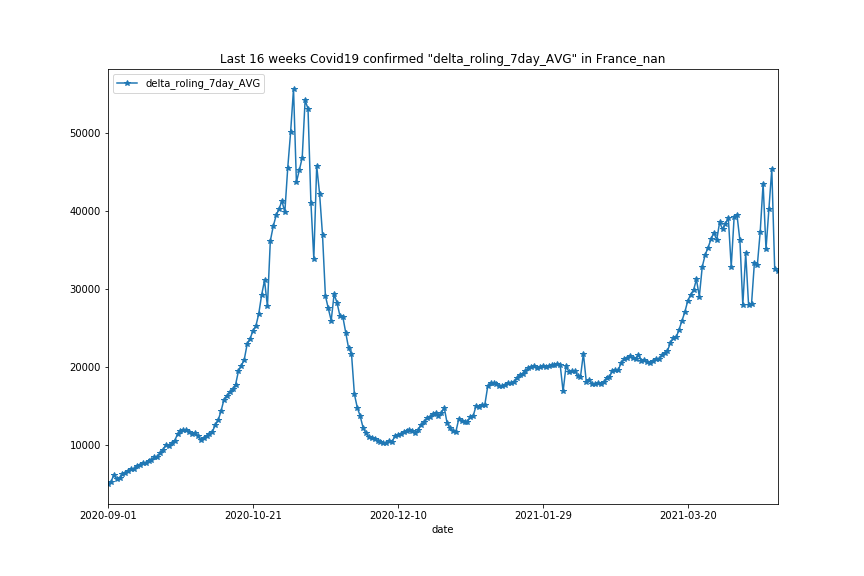 Last 16 weeks Covid19 confirmed "delta_roling_7day_AVG" in France_nan
delta_roling_7day_AVG
50000
40000
30000
20000
10000
2020-09-01 2020-10-21 2020-12-10 2021-01-29 2021-03-20
date